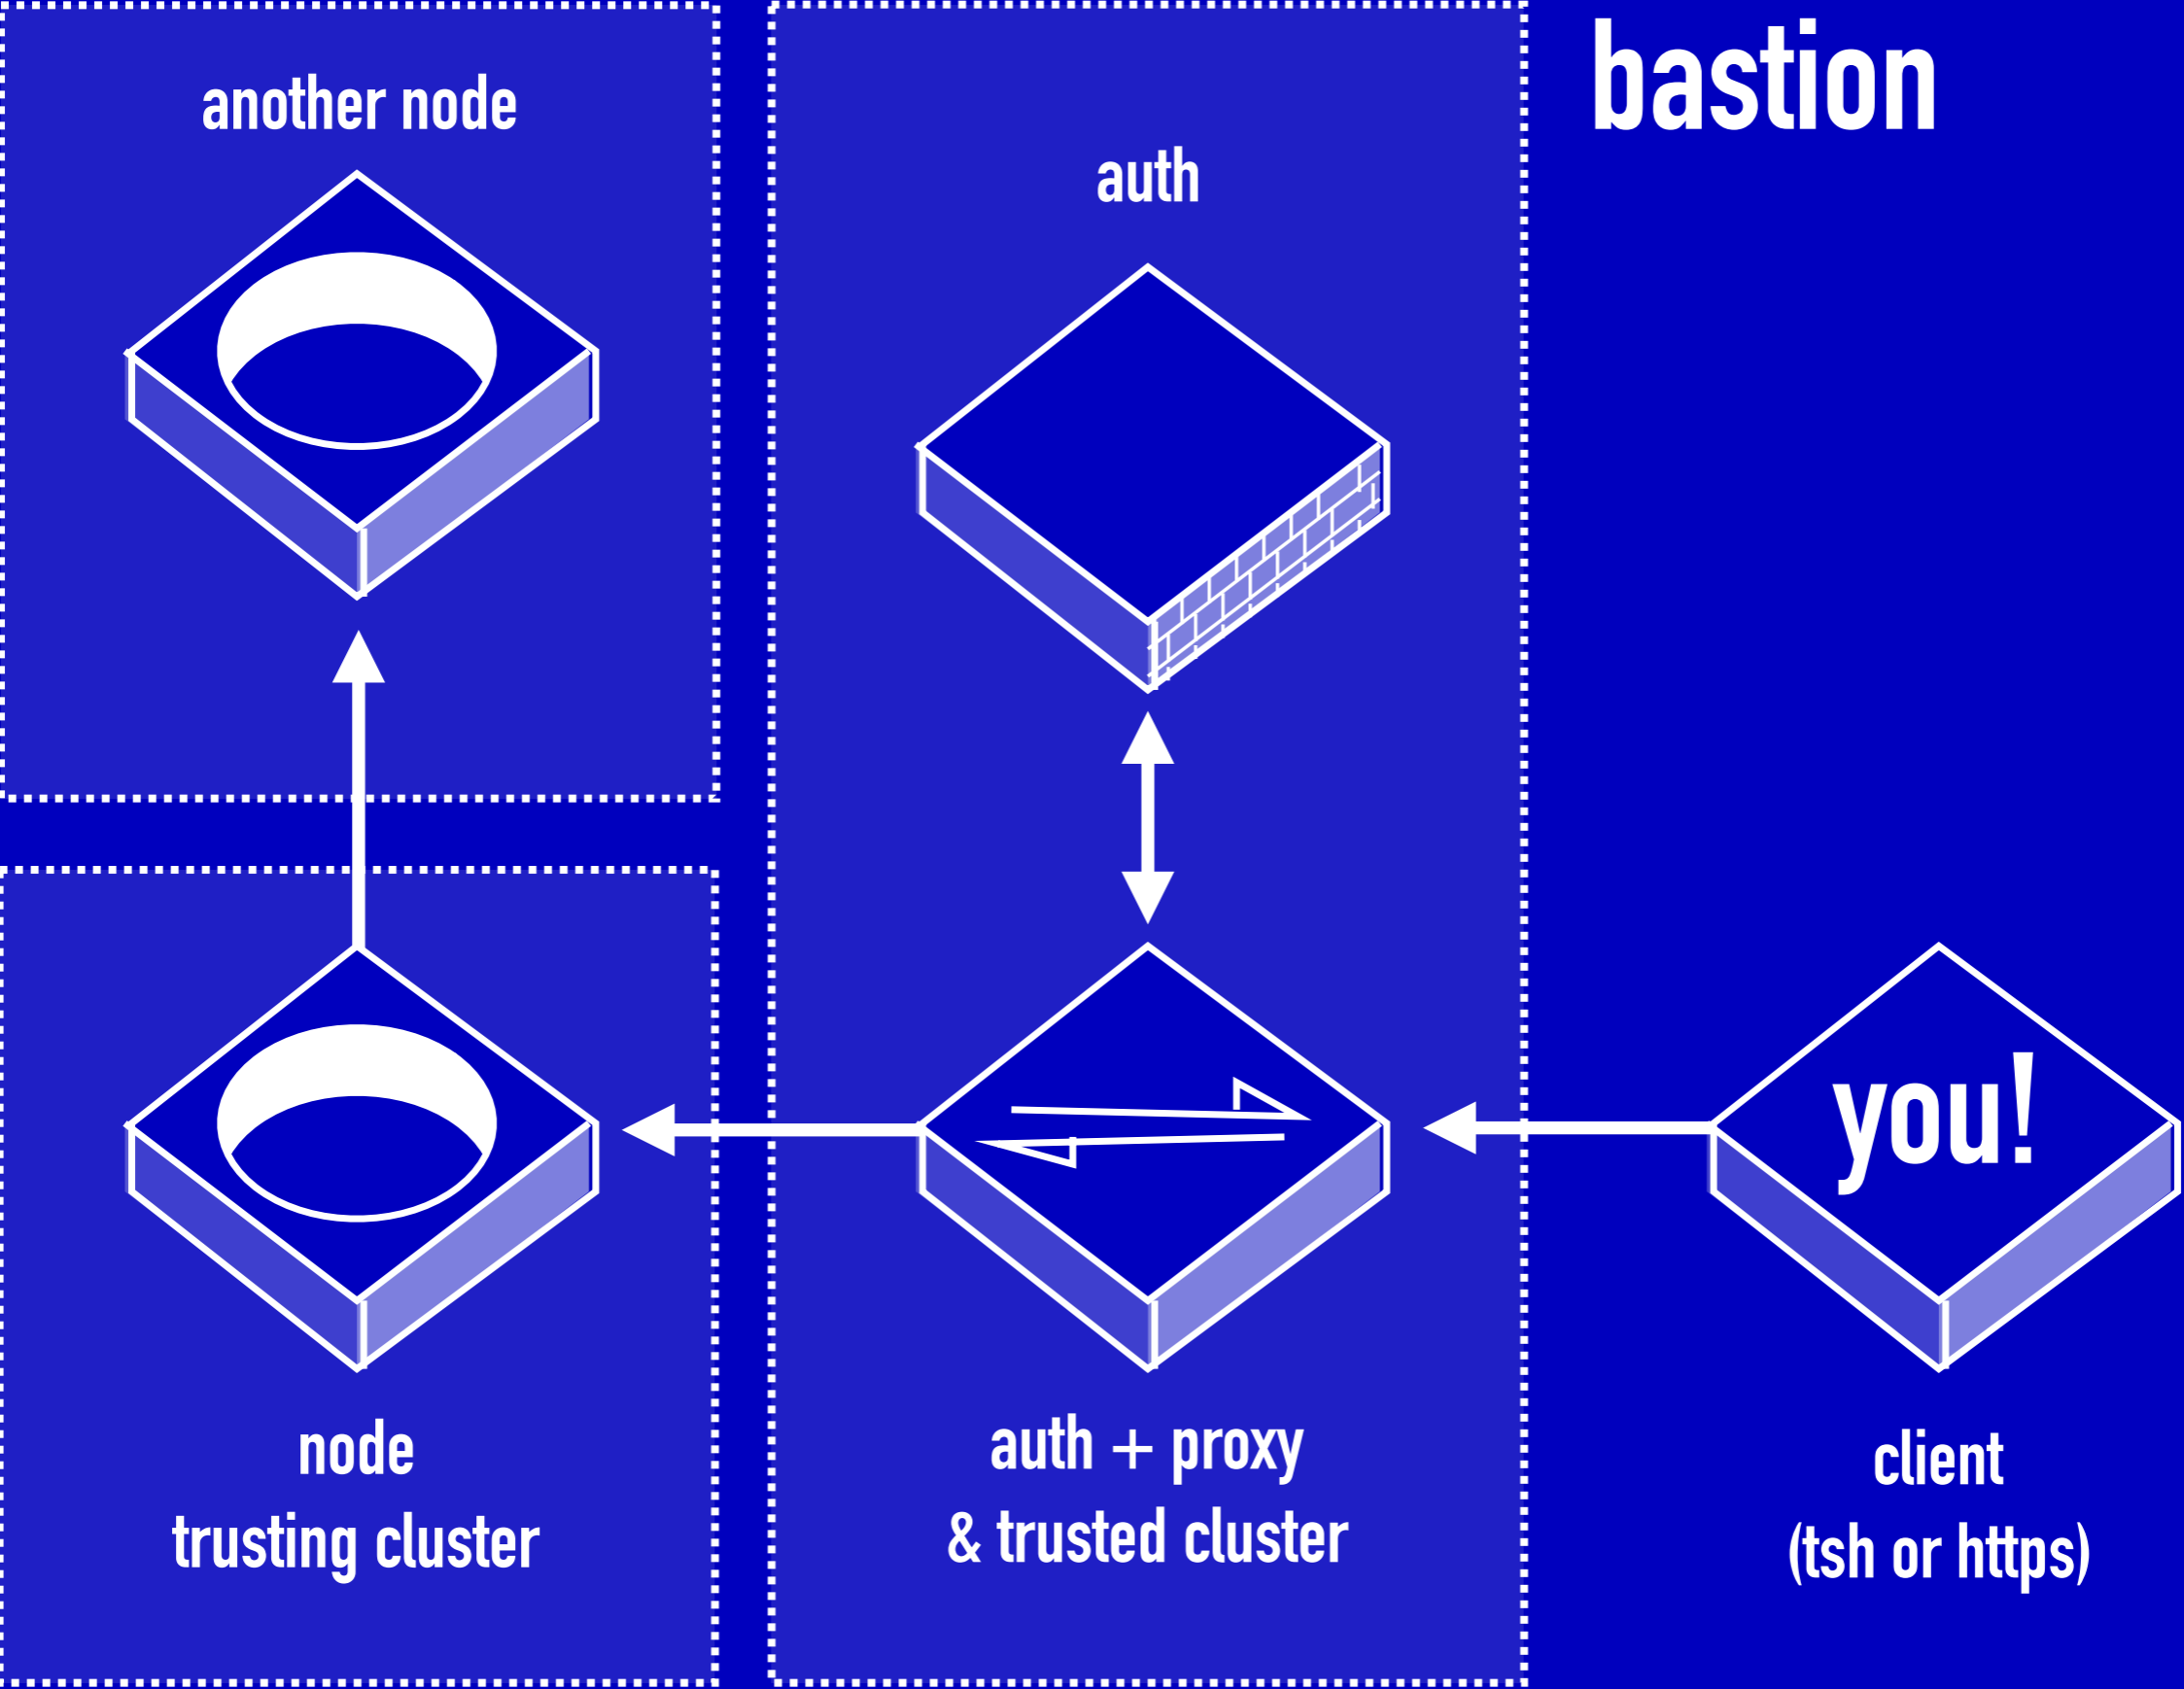 bastion
another node
auth
you!
node
trusting cluster
auth + proxy
& trusted cluster
client
(tsh or https)